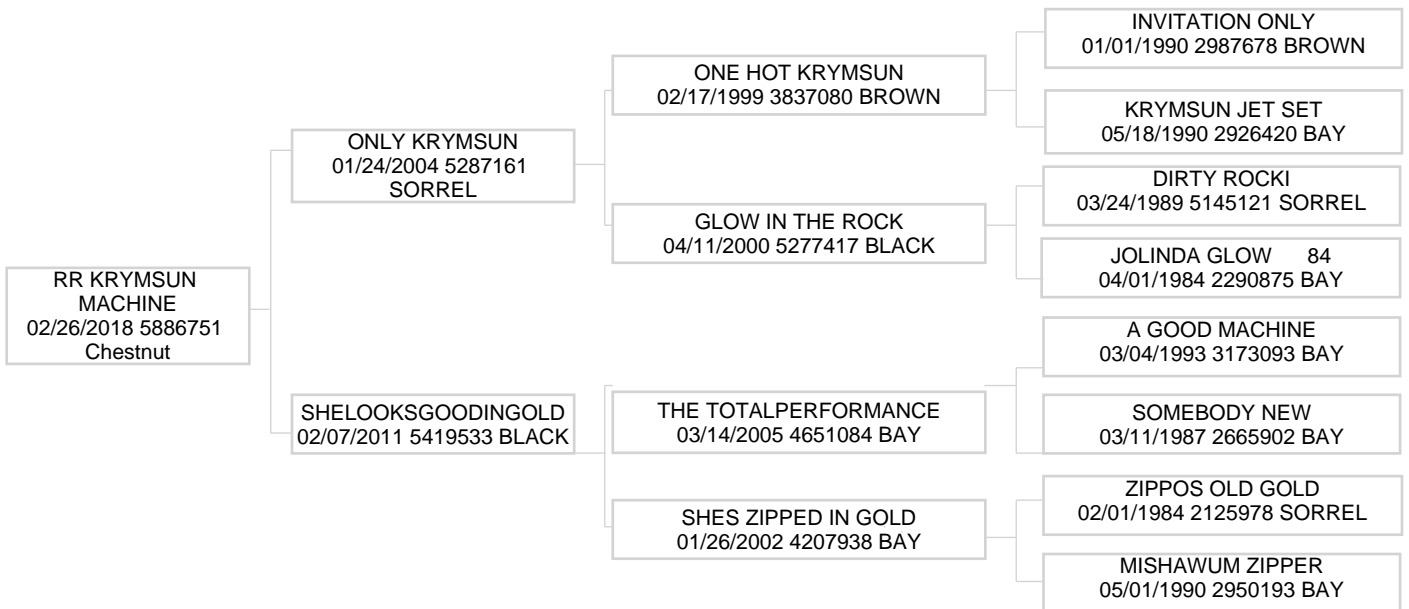 RR KRYMSUN
MACHINE
02/26/2018 5886751
Chestnut
ONLY KRYMSUN
01/24/2004 5287161
SORREL
SHELOOKSGOODINGOLD
02/07/2011 5419533 BLACK
ONE HOT KRYMSUN
02/17/1999 3837080 BROWN
GLOW IN THE ROCK
04/11/2000 5277417 BLACK
THE TOTALPERFORMANCE
03/14/2005 4651084 BAY
SHES ZIPPED IN GOLD
01/26/2002 4207938 BAY
INVITATION ONLY
01/01/1990 2987678 BROWN
KRYMSUN JET SET
05/18/1990 2926420 BAY
DIRTY ROCKI
03/24/1989 5145121 SORREL
JOLINDA GLOW 84
04/01/1984 2290875 BAY
A GOOD MACHINE
03/04/1993 3173093 BAY
SOMEBODY NEW
03/11/1987 2665902 BAY
ZIPPOS OLD GOLD
02/01/1984 2125978 SORREL
MISHAWUM ZIPPER
05/01/1990 2950193 BAY